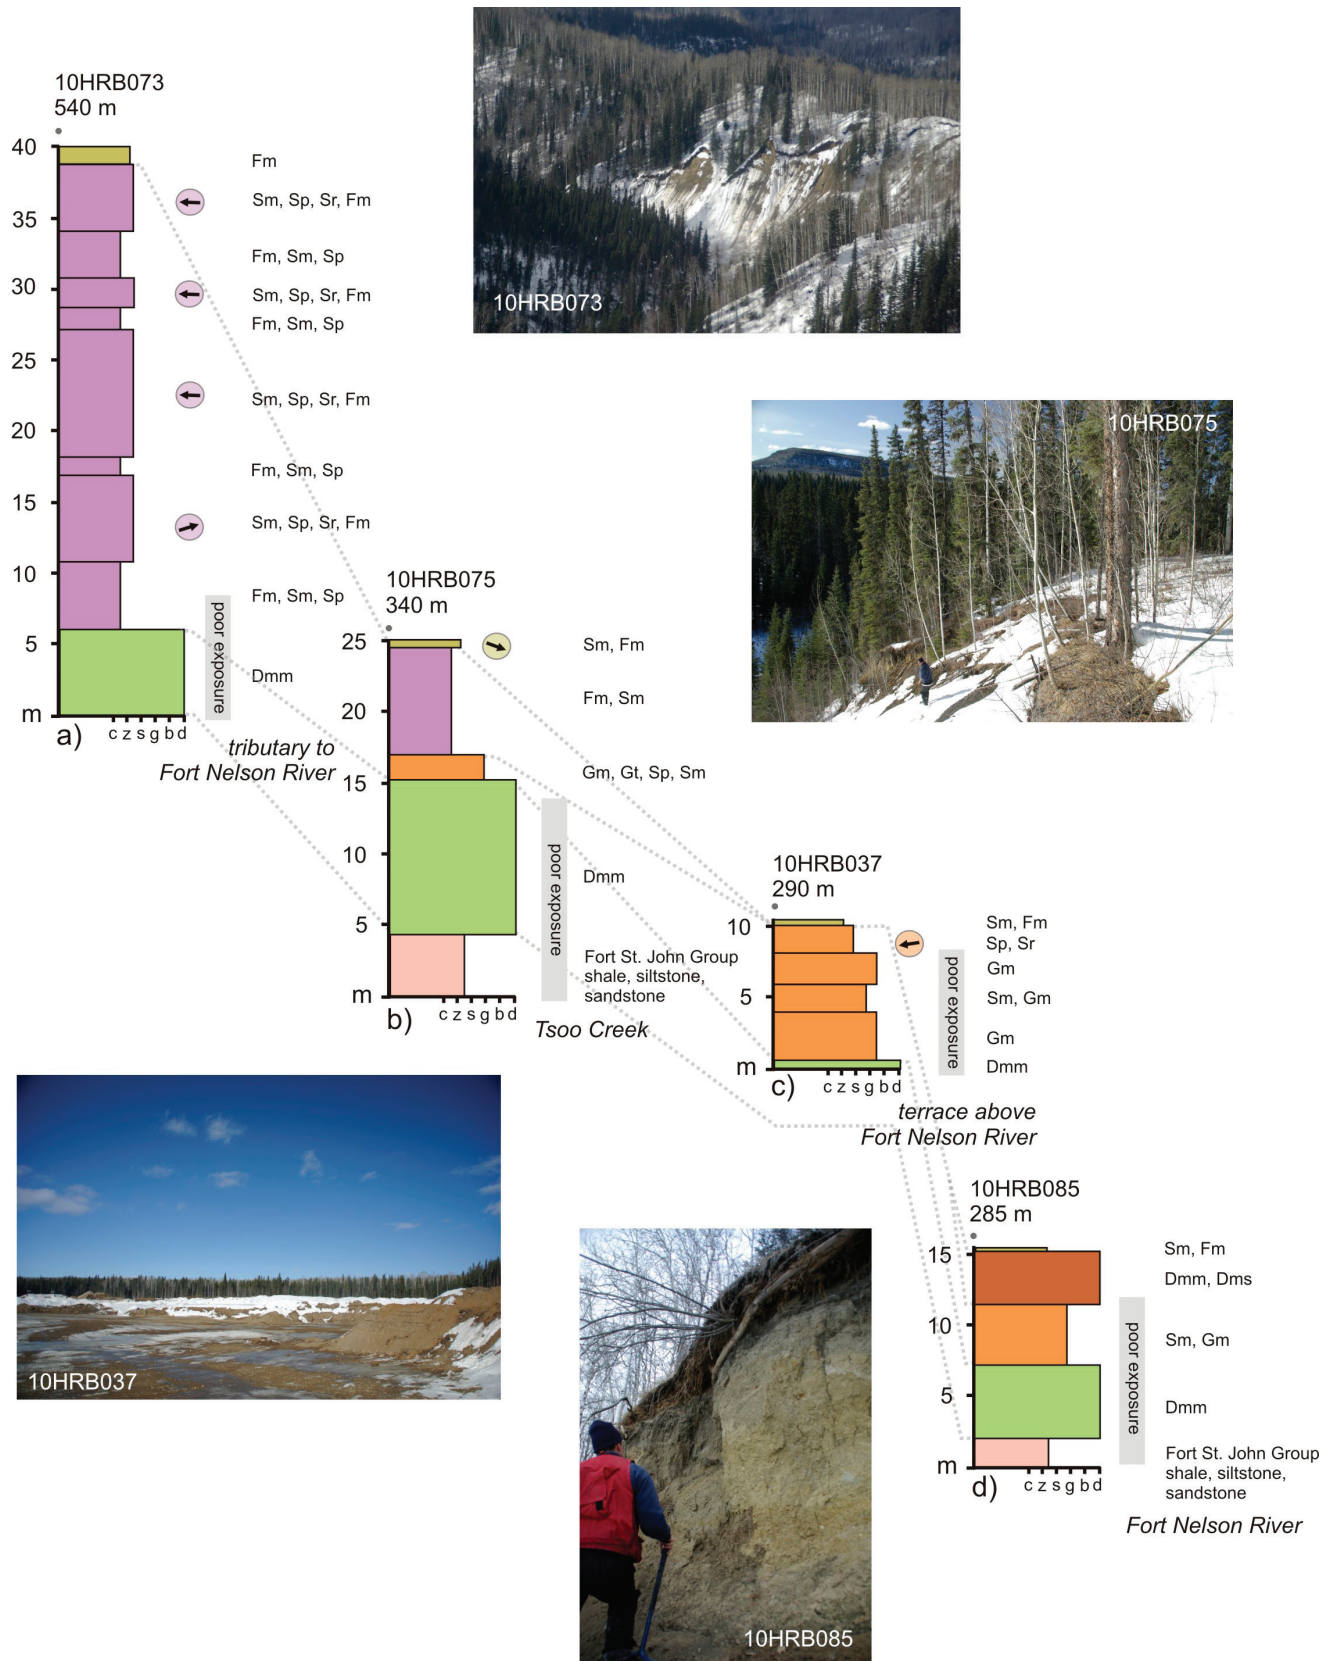 10HRB073
540 m
40
35
30
25
20
15
10
5
m
Fm
Sm, Sp, Sr, Fm
Fm, Sm, Sp
Sm, Sp, Sr, Fm
Fm, Sm, Sp
Sm, Sp, Sr, Fm
Fm, Sm, Sp
Sm, Sp, Sr, Fm
Fm, Sm, Sp
Dmm
poor exposure
c z s g b d
a)
tributary to
Fort Nelson River
10HRB073
10HRB075
10HRB075
340 m
25
20
15
10
5
m
Sm, Fm
Fm, Sm
Gm, Gt, Sp, Sm
Dmm
Fort St. John Group
shale, siltstone,
sandstone
poor exposure
c z s g b d
b)
Tsoo Creek
10HRB037
290 m
10
5
m
Sm, Fm
Sp, Sr
Gm
Sm, Gm
Gm
Dmm
poor exposure
c z s g b d
c)
terrace above
Fort Nelson River
10HRB037
10HRB085
10HRB085
285 m
15
10
5
m
Sm, Fm
Dmm, Dms
Sm, Gm
Dmm
Fort St. John Group
shale, siltstone,
sandstone
poor exposure
c z s g b d
d)
Fort Nelson River